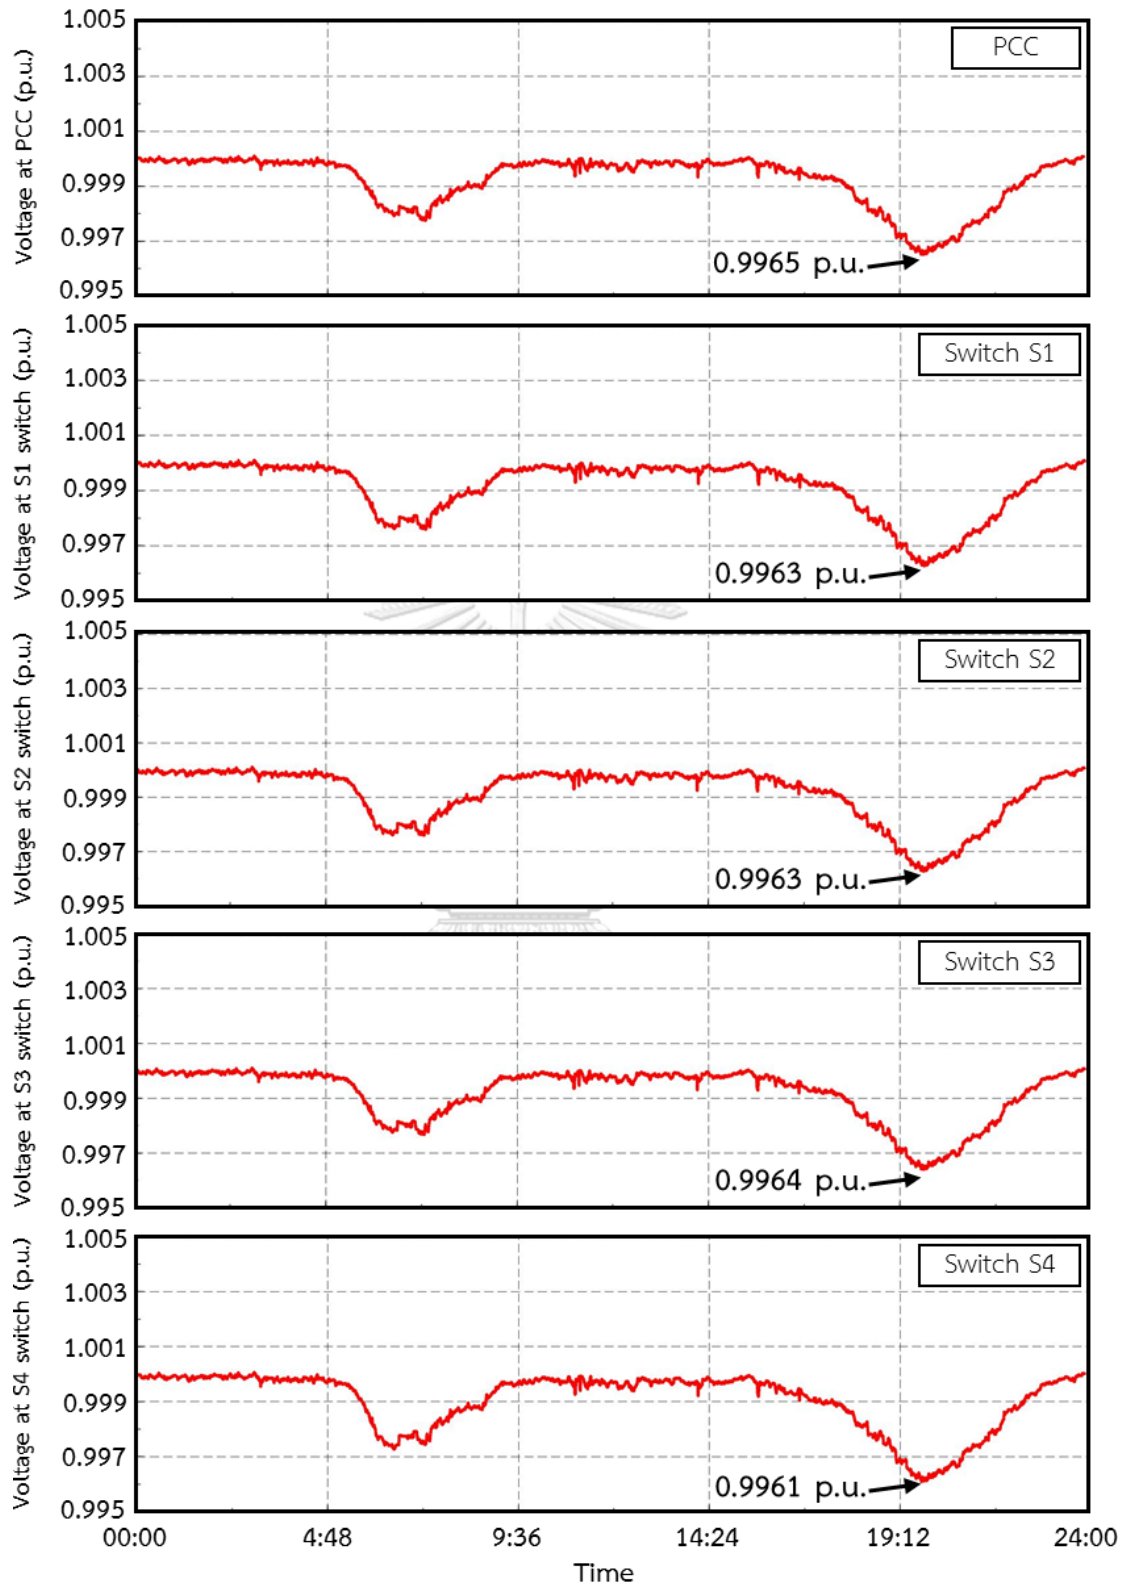 Voltage at PCC (p.u.)
1.005
1.003
1.001
0.999
0.997
0.995
PCC
0.9965 p.u.
Voltage at S1 switch (p.u.)
1.005
1.003
1.001
0.999
0.997
0.995
Switch S1
0.9963 p.u.
Voltage at S2 switch (p.u.)
1.005
1.003
1.001
0.999
0.997
0.995
Switch S2
0.9963 p.u.
Voltage at S3 switch (p.u.)
1.005
1.003
1.001
0.999
0.997
0.995
Switch S3
0.9964 p.u.
Voltage at S4 switch (p.u.)
1.005
1.003
1.001
0.999
0.997
0.995
Switch S4
0.9961 p.u.
00:00 4:48 9:36 14:24 19:12 24:00
Time